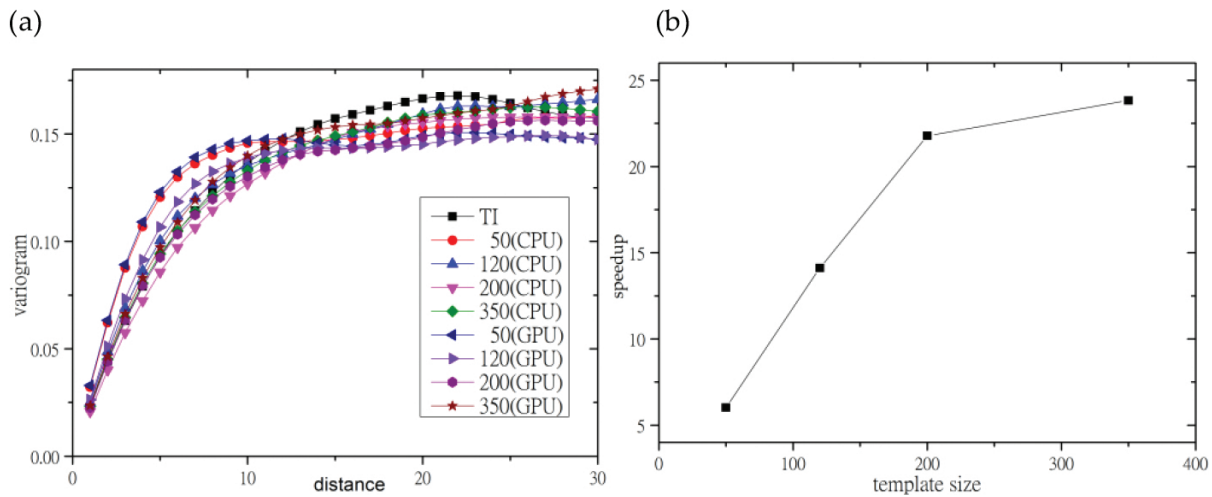 (a)
(b)
variogram
0.15
0.10
0.05
0.00
0
10
20
30
distance
TI
50(CPU)
120(CPU)
200(CPU)
350(CPU)
50(GPU)
120(GPU)
200(GPU)
350(GPU)
speedup
25
20
15
10
5
0
100
200
300
400
template size